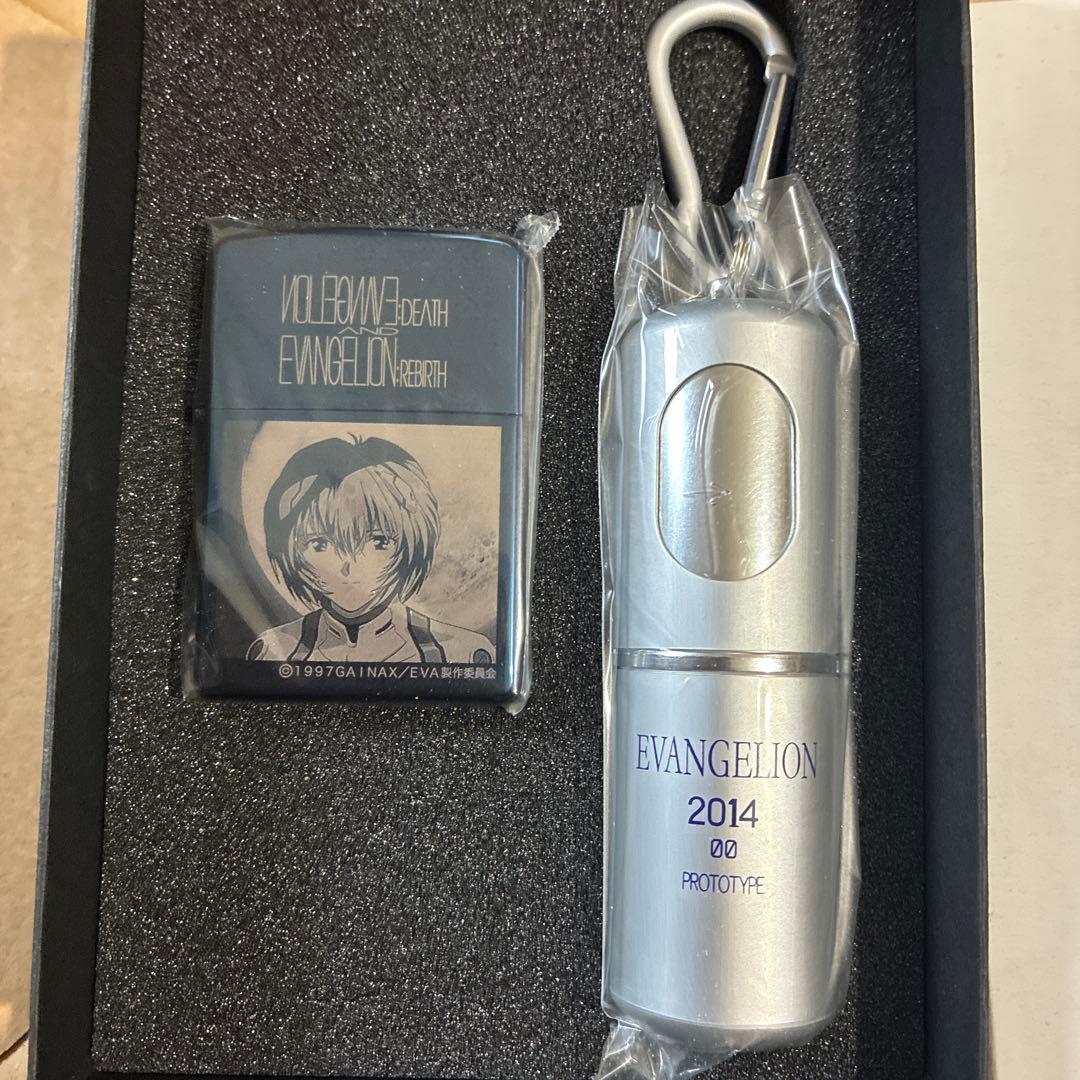 EVANGELION:DEATH
AND
EVANGELION:REBIRTH
©1997GAINAX/EVA製作委員会
EVANGELION
2014
00
PROTOTYPE